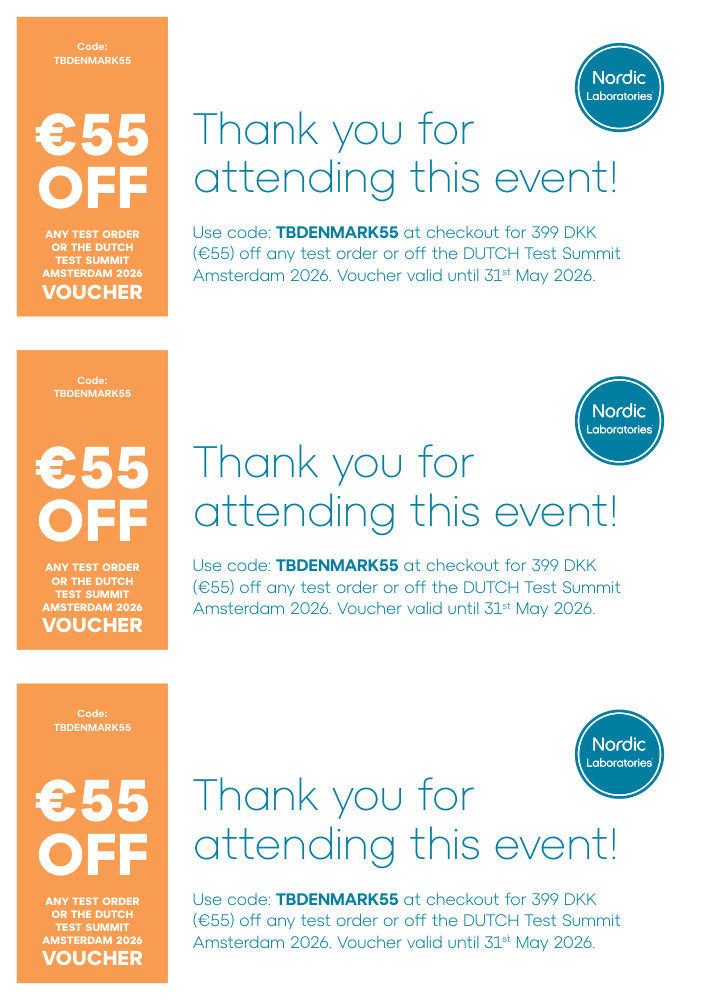 Code:
TBDENMARK55
€55
OFF
ANY TEST ORDER
OR THE DUTCH
TEST SUMMIT
AMSTERDAM 2026
VOUCHER
Nordic
Laboratories
Thank you for
attending this event!
Use code: TBDENMARK55 at checkout for 399 DKK
(€55) off any test order or off the DUTCH Test Summit
Amsterdam 2026. Voucher valid until 31st May 2026.
Code:
TBDENMARK55
€55
OFF
ANY TEST ORDER
OR THE DUTCH
TEST SUMMIT
AMSTERDAM 2026
VOUCHER
Nordic
Laboratories
Thank you for
attending this event!
Use code: TBDENMARK55 at checkout for 399 DKK
(€55) off any test order or off the DUTCH Test Summit
Amsterdam 2026. Voucher valid until 31st May 2026.
Code:
TBDENMARK55
€55
OFF
ANY TEST ORDER
OR THE DUTCH
TEST SUMMIT
AMSTERDAM 2026
VOUCHER
Nordic
Laboratories
Thank you for
attending this event!
Use code: TBDENMARK55 at checkout for 399 DKK
(€55) off any test order or off the DUTCH Test Summit
Amsterdam 2026. Voucher valid until 31st May 2026.